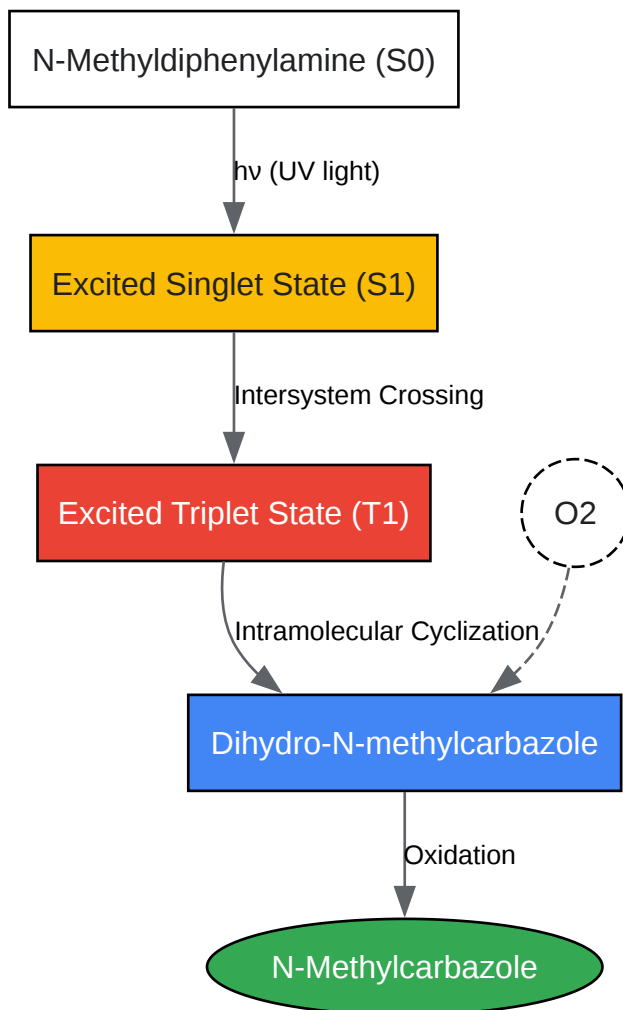 N-Methyldiphenylamine (S0)
hν (UV light)
Excited Singlet State (S1)
Intersystem Crossing
Excited Triplet State (T1)
O2
Intramolecular Cyclization
Dihydro-N-methylcarbazole
Oxidation
N-Methylcarbazole